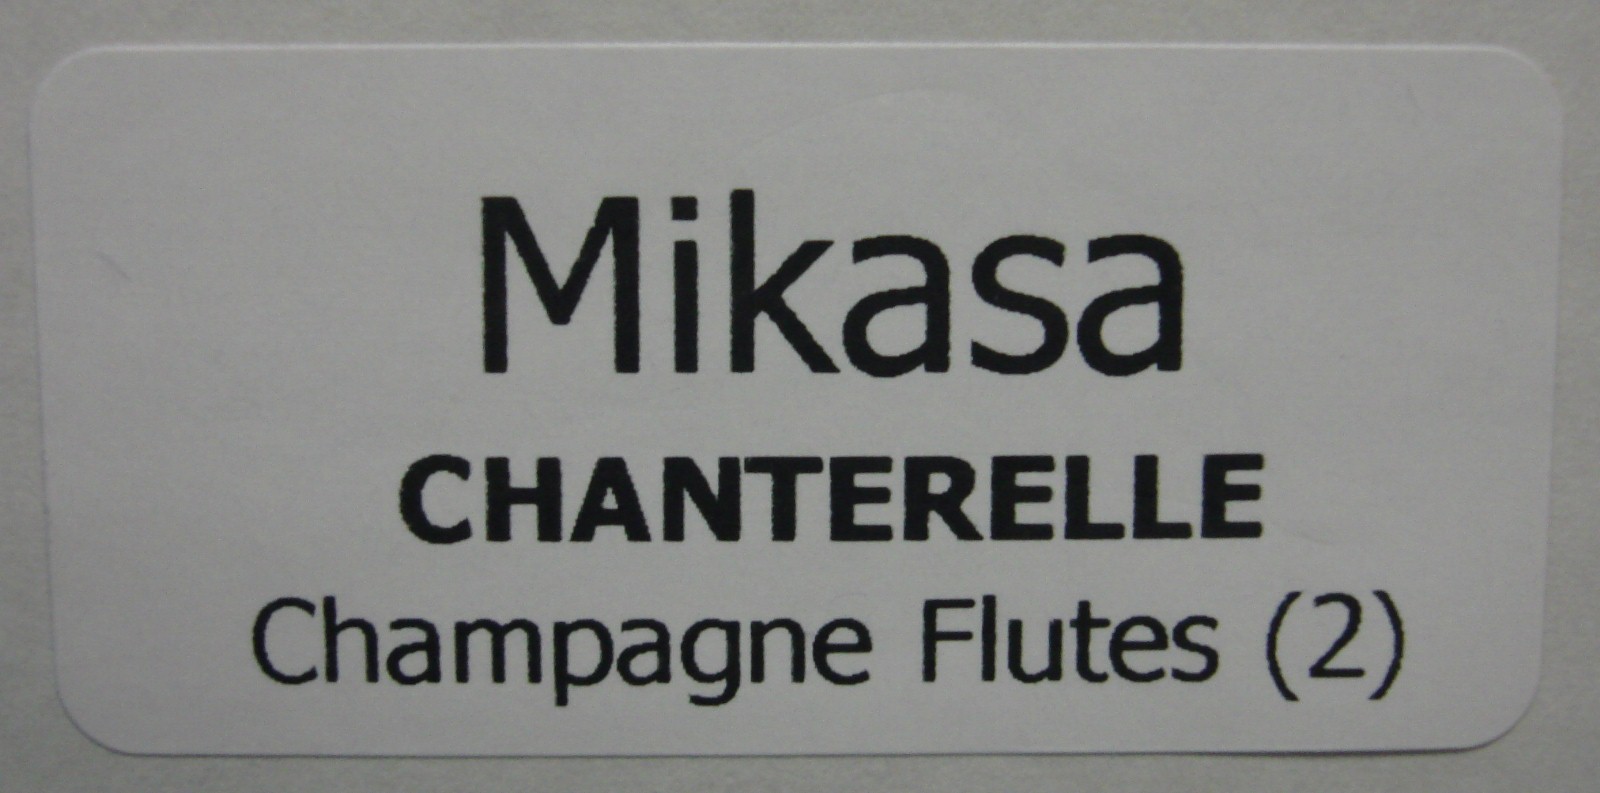 Mikasa
CHANTERELLE
Champagne Flutes (2)